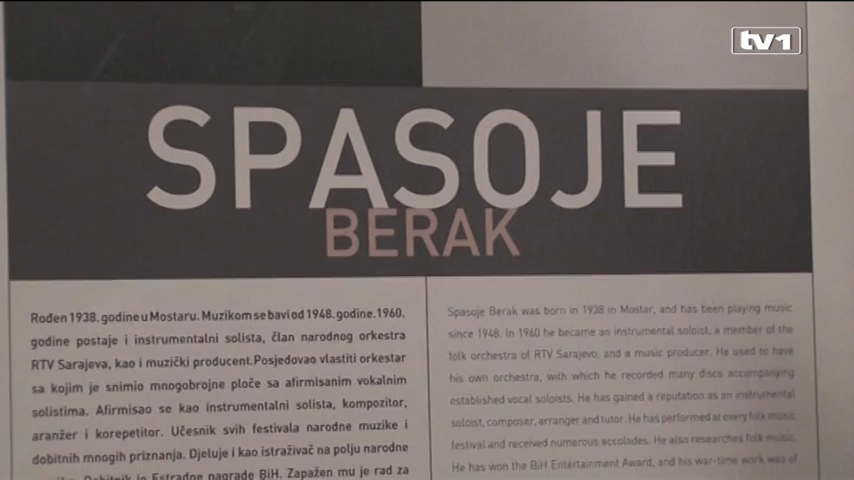 tv1
SPASOJE
BERAK
Rođen 1938. godine u Mostaru. Muzikom se bavi od 1948. godine.1960.
godine postaje i instrumentalni solista, član narodnog orkestra
RTV Sarajeva, kao i muzički producent.Posjedovao vlastiti orkestar
sa kojim je snimio mnogobrojne ploče sa afirmisanim vokalnim
solistima. Afirmisao se kao instrumentalni solista, kompozitor,
aranžer i korepetitor. Učesnik svih festivala narodne muzike i
dobitnih mnogih priznanja. Djeluje i kao istraživač na polju narodne
Dobitnik je Estradne nagrade BiH. Zapažen mu je rad za
Spasoje Berak was born in 1938 in Mostar, and has been playing music
since 1948. In 1960 he became an instrumental soloist, a member of the
folk orchestra of RTV Sarajevo, and a music producer. He used to have
his own orchestra, with which he recorded many discs accompanying
established vocal soloists. He has gained a reputation as an instrumental
soloist, composer, arranger and tutor. He has performed at every folk music
festival and received numerous accolades. He also researches folk music.
He has won the BiH Entertainment Award, and his war-time work was of